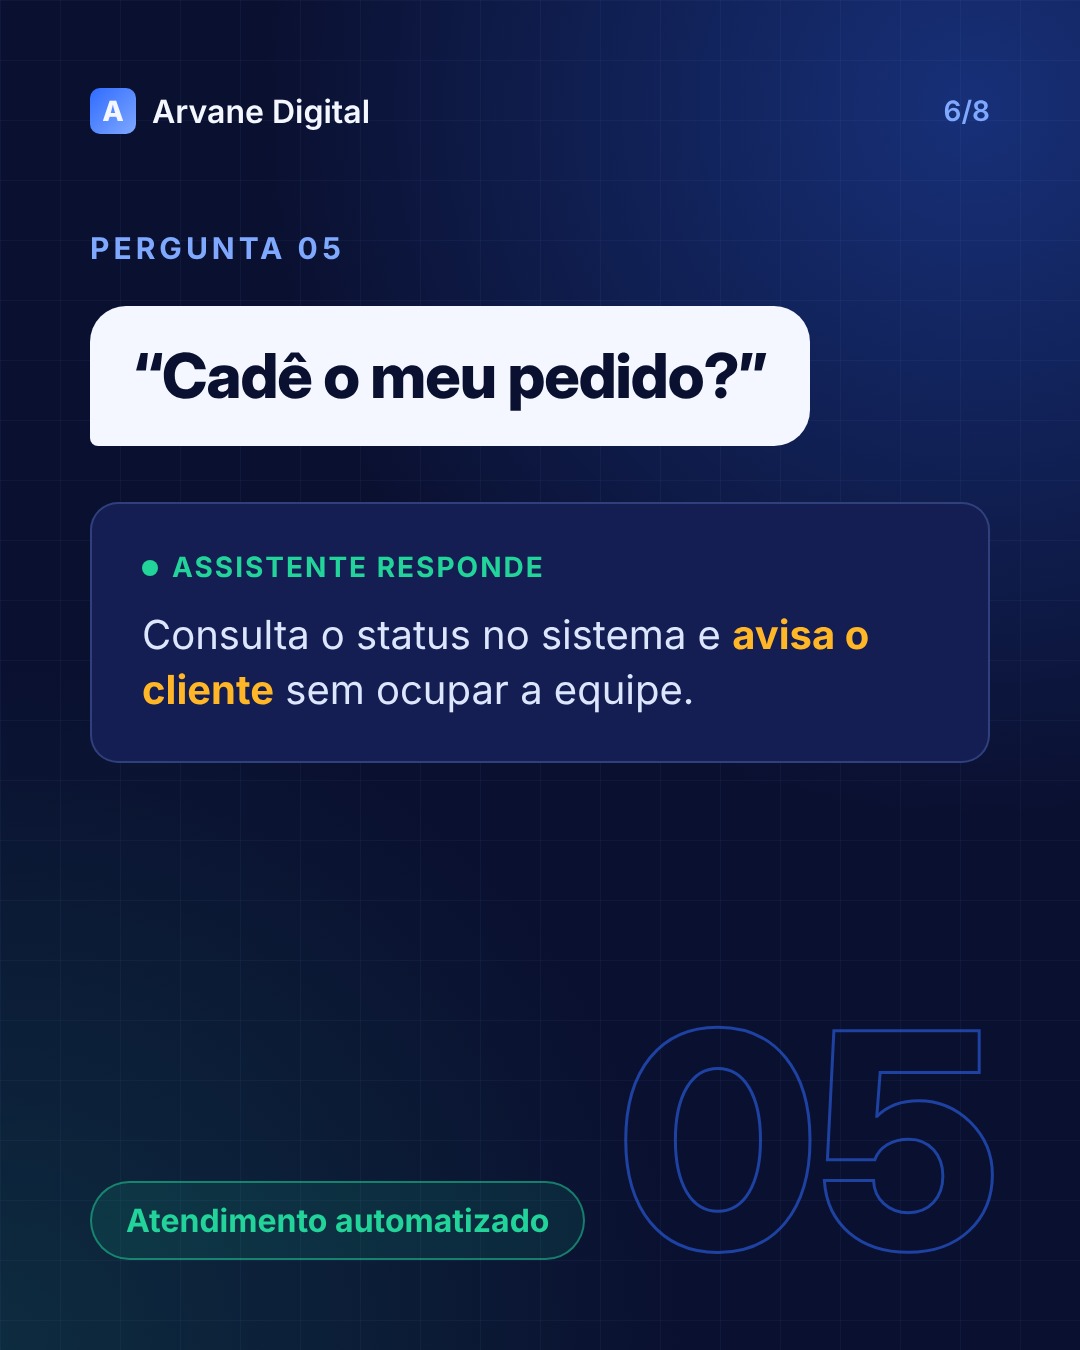 A Arvane Digital
6/8
PERGUNTA 05
“Cadê o meu pedido?”
ASSISTENTE RESPONDE
Consulta o status no sistema e avisa o
cliente sem ocupar a equipe.
05
Atendimento automatizado